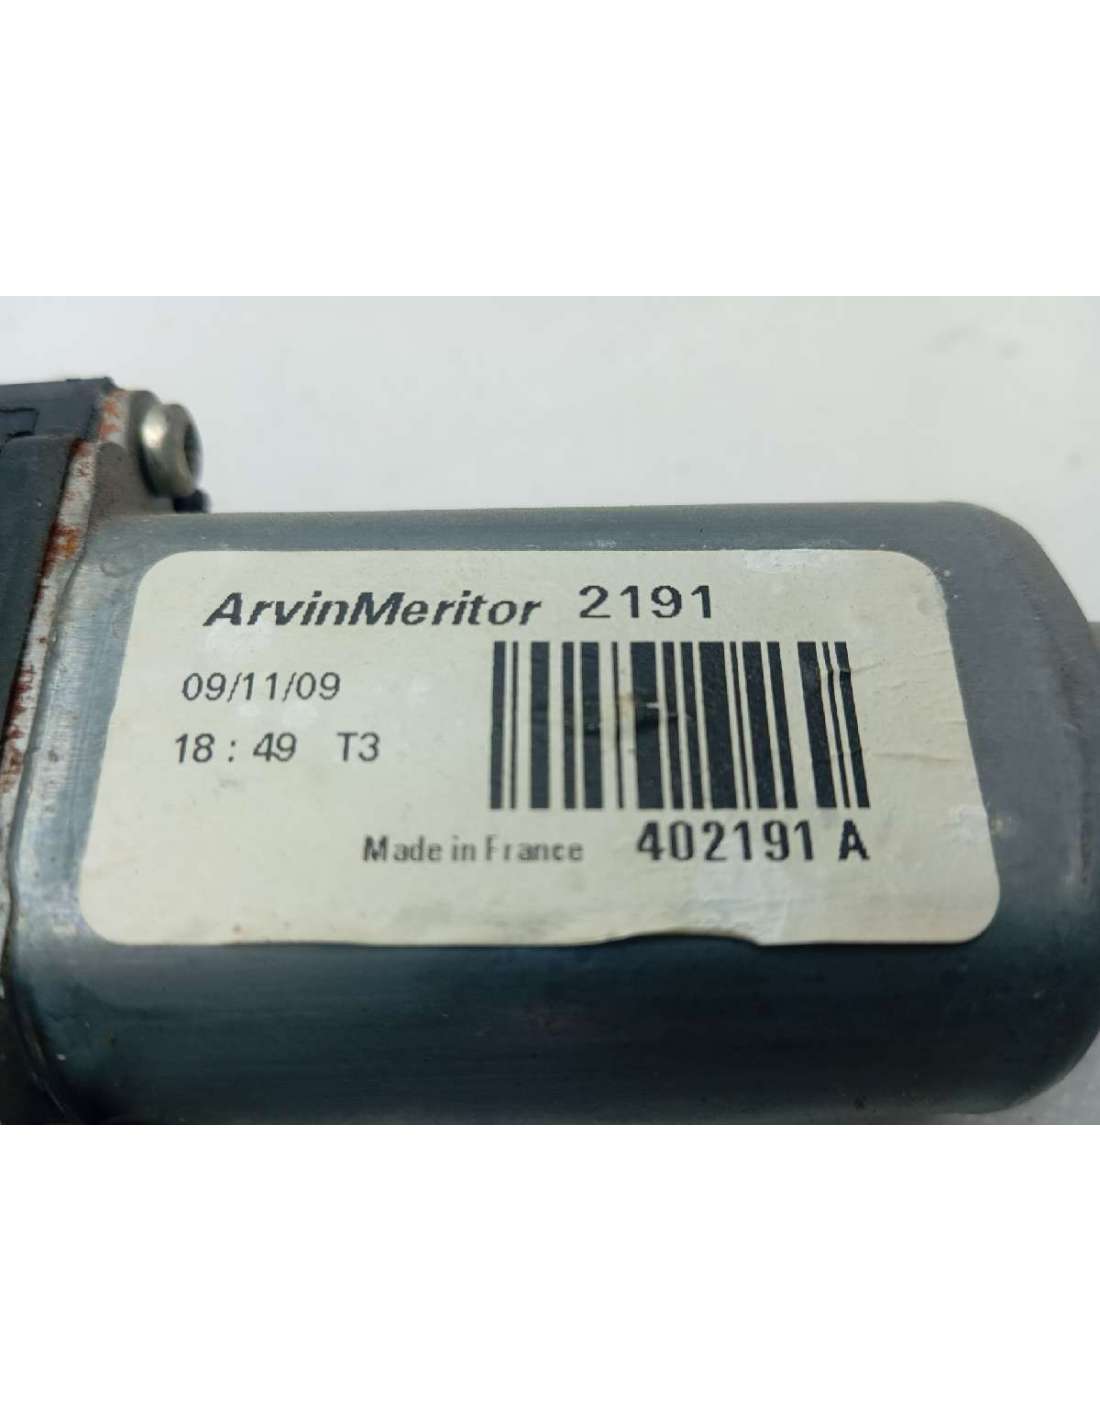 ArvinMeritor 2191
09/11/09
18 : 49 T3
Made in France 402191 A